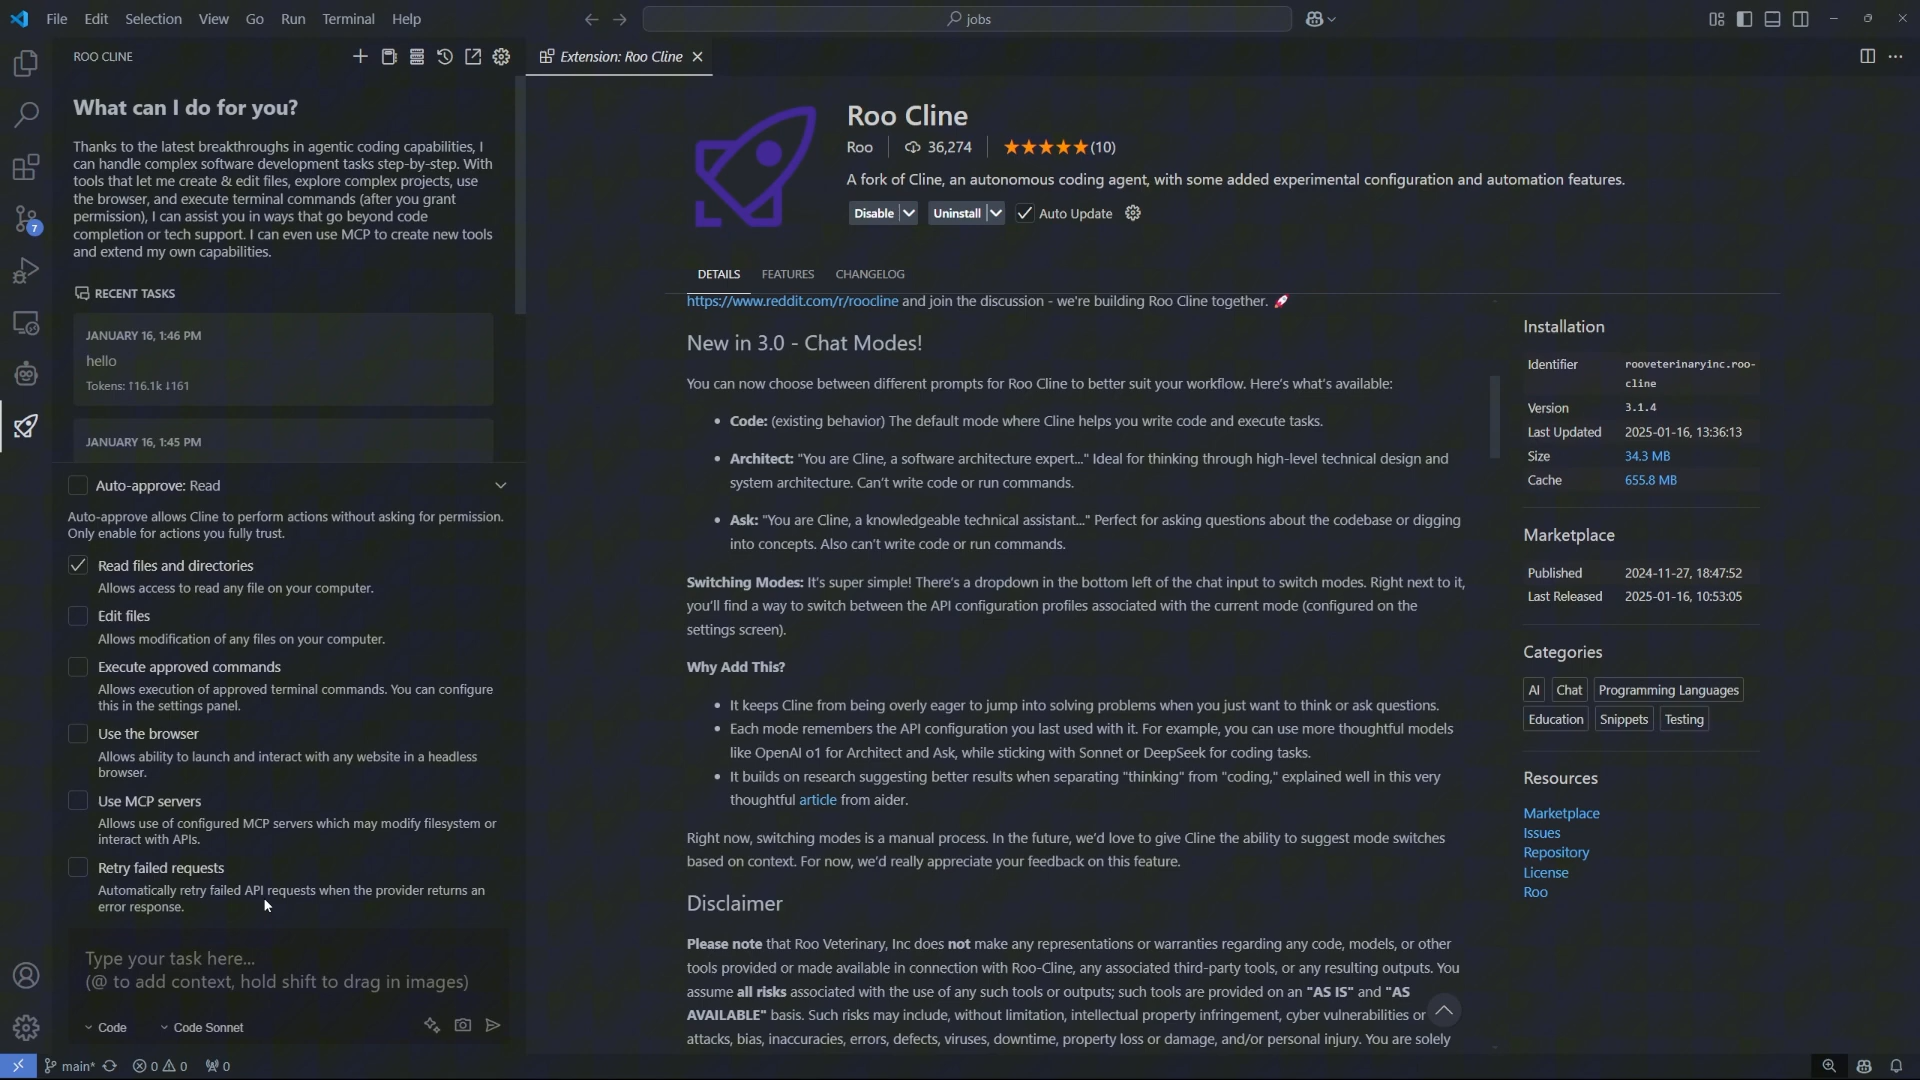 File Edit Selection View Go Run Terminal Help
jobs
ROO CLINE
Extension: Roo Cline
What can I do for you?
Thanks to the latest breakthroughs in agentic coding capabilities, I
can handle complex software development tasks step-by-step. With
tools that let me create & edit files, explore complex projects, use
the browser, and execute terminal commands (after you grant
permission), I can assist you in ways that go beyond code
completion or tech support. I can even use MCP to create new tools
and extend my own capabilities.
RECENT TASKS
JANUARY 16, 1:46 PM
hello
Tokens: ↑16.1k ↓161
JANUARY 16, 1:45 PM
Auto-approve: Read
Auto-approve allows Cline to perform actions without asking for permission.
Only enable for actions you fully trust.
Read files and directories
Allows access to read any file on your computer.
Edit files
Allows modification of any files on your computer.
Execute approved commands
Allows execution of approved terminal commands. You can configure
this in the settings panel.
Use the browser
Allows ability to launch and interact with any website in a headless
browser.
Use MCP servers
Allows use of configured MCP servers which may modify filesystem or
interact with APIs.
Retry failed requests
Automatically retry failed API requests when the provider returns an
error response.
Type your task here...
(@ to add context, hold shift to drag in images)
Code Code Sonnet
7
Roo Cline
Roo 36,274 ★★★★★(10)
A fork of Cline, an autonomous coding agent, with some added experimental configuration and automation features.
Disable Uninstall Auto Update
DETAILS FEATURES CHANGELOG
https://www.reddit.com/r/roocline and join the discussion - we're building Roo Cline together. 🚀
New in 3.0 - Chat Modes!
You can now choose between different prompts for Roo Cline to better suit your workflow. Here's what's available:
• Code: (existing behavior) The default mode where Cline helps you write code and execute tasks.
• Architect: "You are Cline, a software architecture expert..." Ideal for thinking through high-level technical design and
system architecture. Can't write code or run commands.
• Ask: "You are Cline, a knowledgeable technical assistant..." Perfect for asking questions about the codebase or digging
into concepts. Also can't write code or run commands.
Switching Modes: It's super simple! There's a dropdown in the bottom left of the chat input to switch modes. Right next to it,
you'll find a way to switch between the API configuration profiles associated with the current mode (configured on the
settings screen).
Why Add This?
• It keeps Cline from being overly eager to jump into solving problems when you just want to think or ask questions.
• Each mode remembers the API configuration you last used with it. For example, you can use more thoughtful models
like OpenAI o1 for Architect and Ask, while sticking with Sonnet or DeepSeek for coding tasks.
• It builds on research suggesting better results when separating "thinking" from "coding," explained well in this very
thoughtful article from aider.
Right now, switching modes is a manual process. In the future, we'd love to give Cline the ability to suggest mode switches
based on context. For now, we'd really appreciate your feedback on this feature.
Disclaimer
Please note that Roo Veterinary, Inc does not make any representations or warranties regarding any code, models, or other
tools provided or made available in connection with Roo-Cline, any associated third-party tools, or any resulting outputs. You
assume all risks associated with the use of any such tools or outputs; such tools are provided on an "AS IS" and "AS
AVAILABLE" basis. Such risks may include, without limitation, intellectual property infringement, cyber vulnerabilities or
attacks, bias, inaccuracies, errors, defects, viruses, downtime, property loss or damage, and/or personal injury. You are solely
Installation
Identifier rooveterinaryinc.roo-
cline
Version 3.1.4
Last Updated 2025-01-16, 13:36:13
Size 34.3 MB
Cache 655.8 MB
Marketplace
Published 2024-11-27, 18:47:52
Last Released 2025-01-16, 10:53:05
Categories
AI Chat Programming Languages
Education Snippets Testing
Resources
Marketplace
Issues
Repository
License
Roo
main* 0 0 0